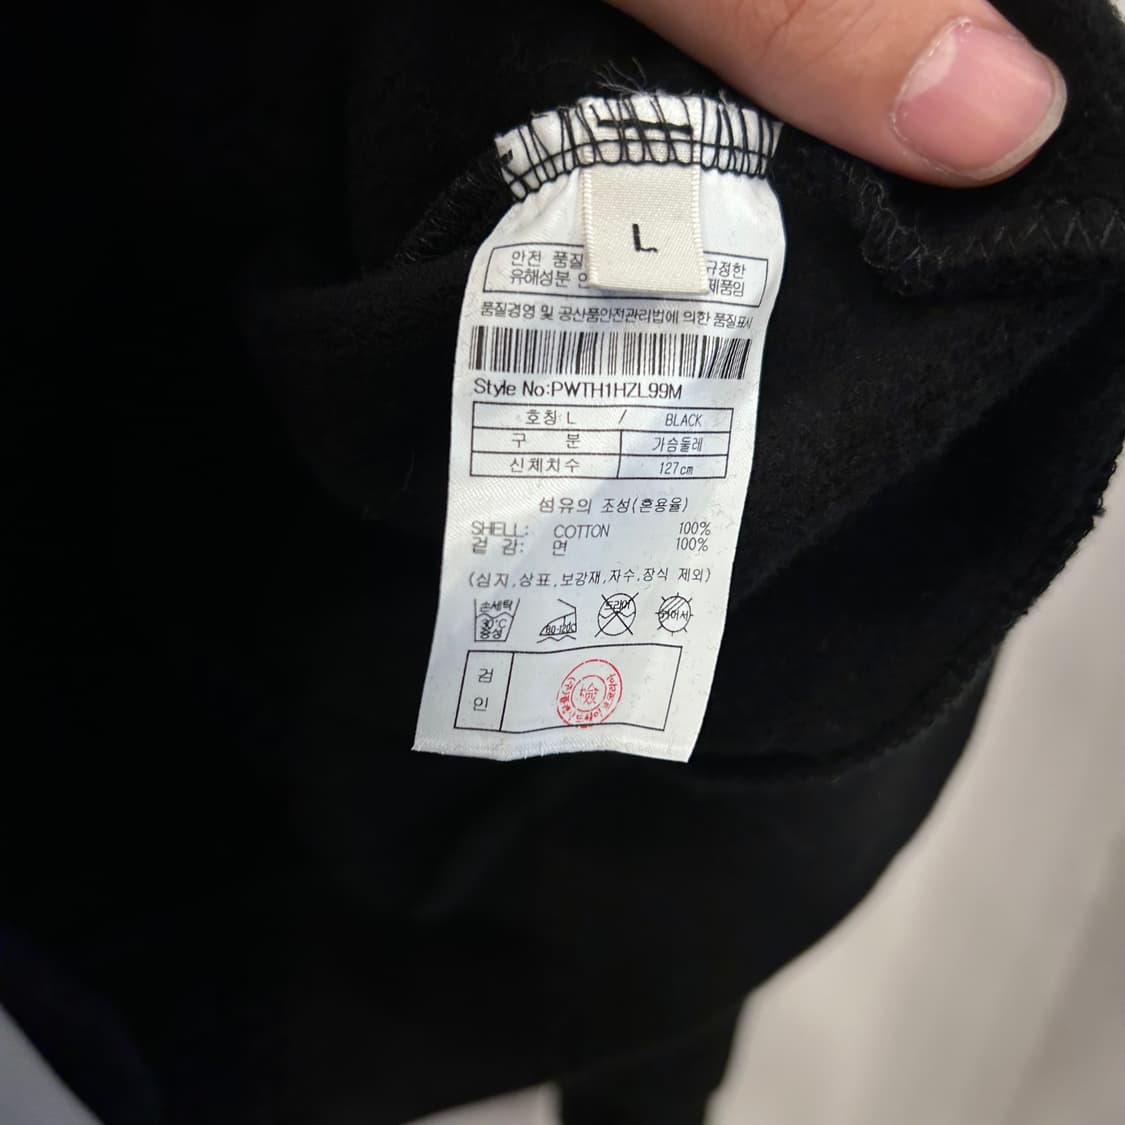 L
안전 품질 규정한
유해성분 제품임
품질경영 및 공산품안전관리법에 의한 품질표시
Style No:PWTH1HZL99M
호칭 L / BLACK
구 분 가슴둘레
신체치수 127cm
섬유의 조성(혼용율)
SHELL: COTTON 100%
겉 감: 면 100%
(심지,상표,보강재,자수,장식 제외)
손세탁 30°C 중성 80-120C 드라이
검
인
檢